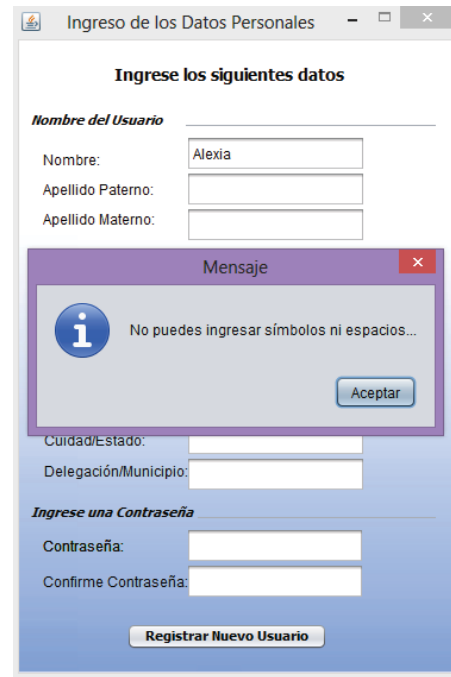 Ingreso de los Datos Personales
Ingrese los siguientes datos
Nombre del Usuario
Nombre: Alexia
Apellido Paterno:
Apellido Materno:
Mensaje
No puedes ingresar símbolos ni espacios...
Aceptar
Cuidad/Estado:
Delegación/Municipio:
Ingrese una Contraseña
Contraseña:
Confirme Contraseña:
Registrar Nuevo Usuario